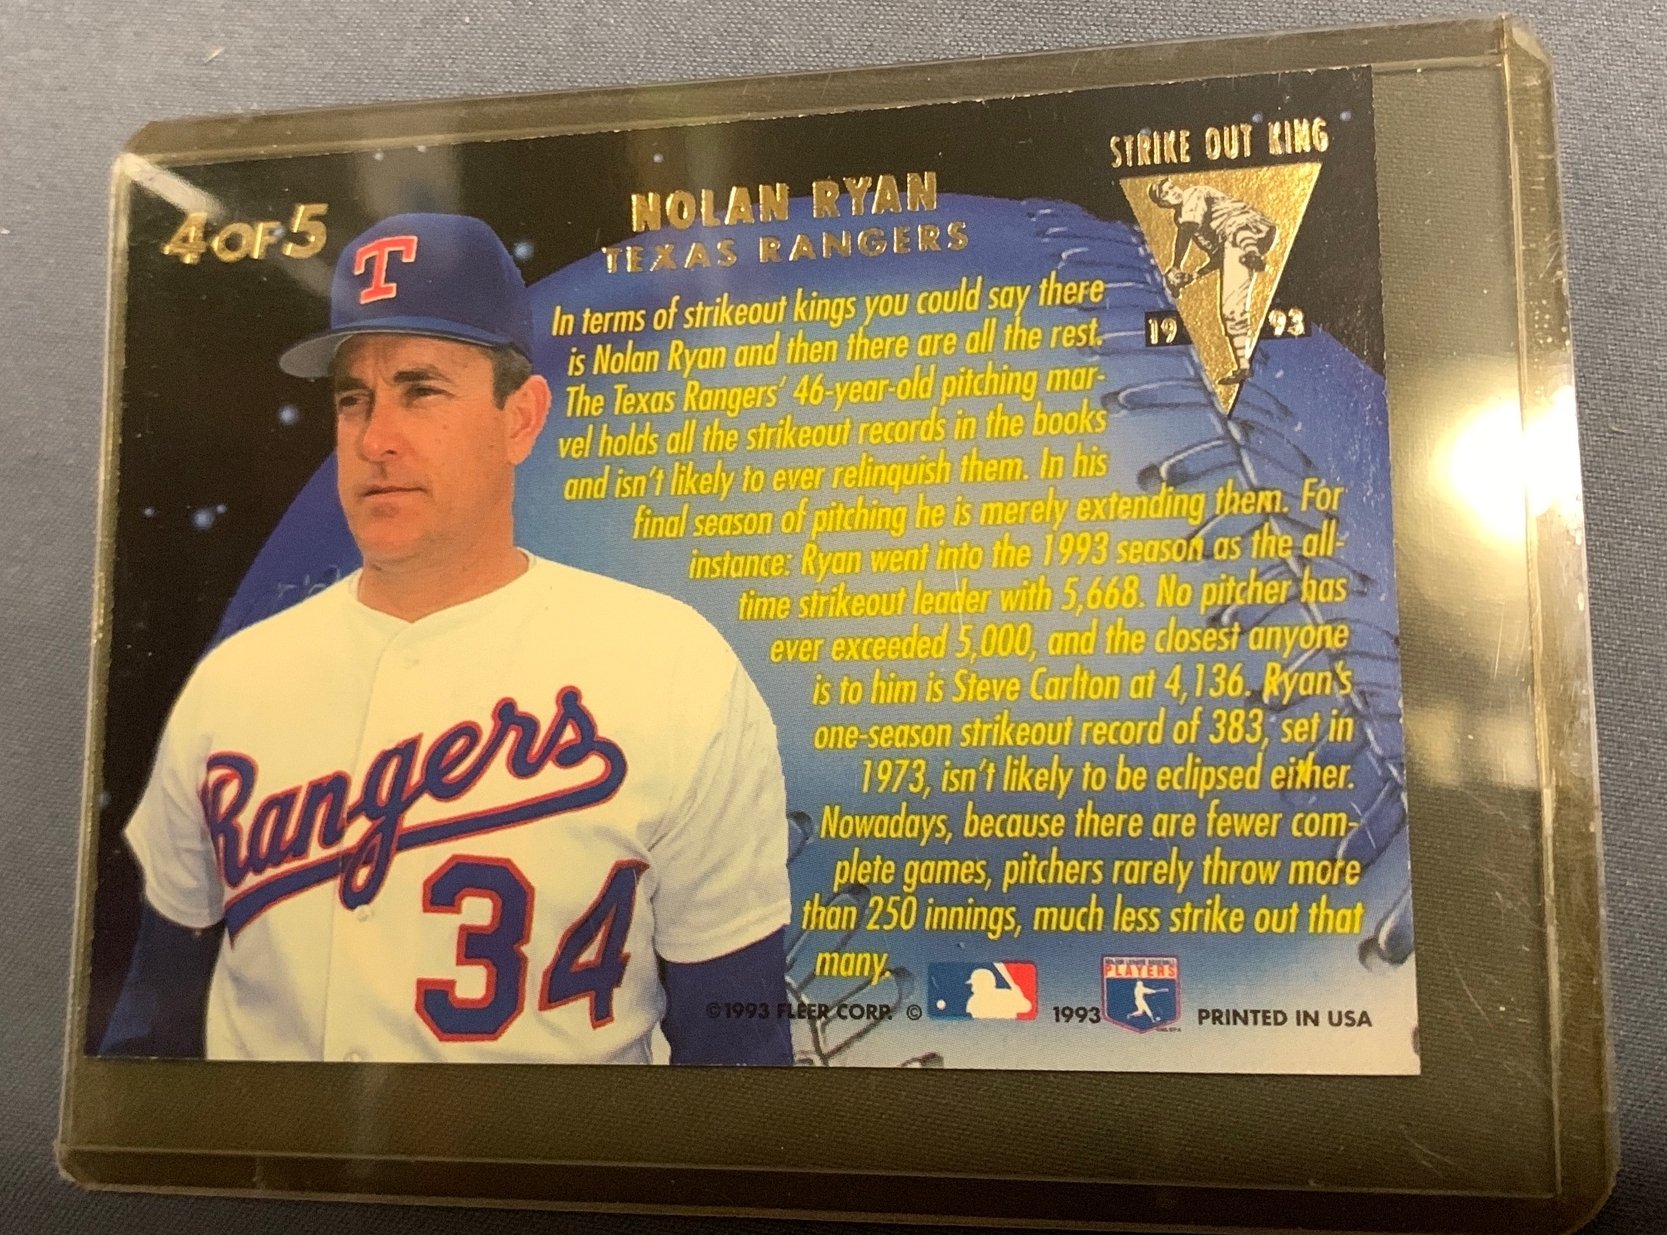 4 OF 5
NOLAN RYAN
TEXAS RANGERS
STRIKE OUT KING
19 93
T
Rangers
34
In terms of strikeout kings you could say there
is Nolan Ryan and then there are all the rest.
The Texas Rangers' 46-year-old pitching mar-
vel holds all the strikeout records in the books
and isn't likely to ever relinquish them. In his
final season of pitching he is merely extending them. For
instance: Ryan went into the 1993 season as the all-
time strikeout leader with 5,668. No pitcher has
ever exceeded 5,000, and the closest anyone
is to him is Steve Carlton at 4,136. Ryan's
one-season strikeout record of 383, set in
1973, isn't likely to be eclipsed either.
Nowadays, because there are fewer com-
plete games, pitchers rarely throw more
than 250 innings, much less strike out that
many.
©1993 FLEER CORP. © 1993 PLAYERS PRINTED IN USA